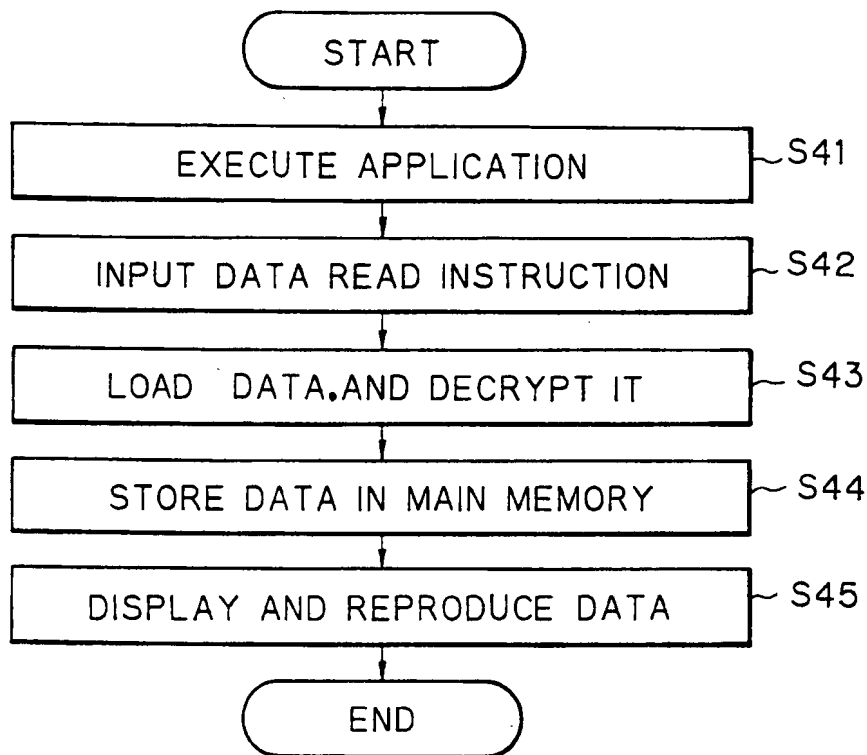 START
EXECUTE APPLICATION S41
INPUT DATA READ INSTRUCTION S42
LOAD DATA.AND DECRYPT IT S43
STORE DATA IN MAIN MEMORY S44
DISPLAY AND REPRODUCE DATA S45
END